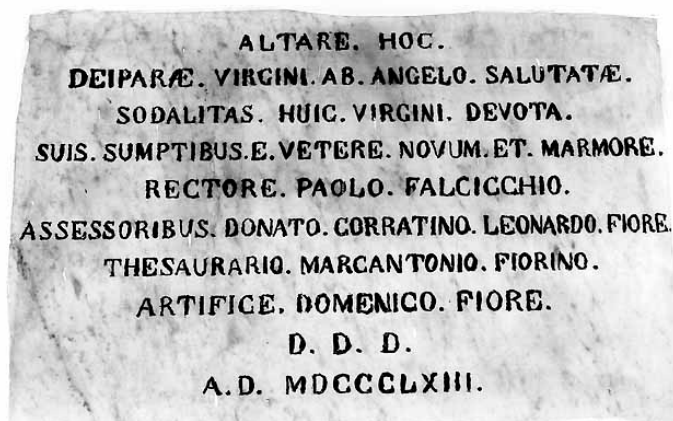 ALTARE. HOC.
DEIPARÆ. VIRGINI. AB. ANGELO. SALUTATÆ.
SODALITAS. HUIC. VIRGINI. DEVOTA.
SUIS. SUMPTIBUS. E. VETERE. NOVUM. ET. MARMORE.
RECTORE. PAOLO. FALCICCHIO.
ASSESSORIBUS. DONATO. CORRATINO. LEONARDO. FIORE.
THESAURARIO. MARCANTONIO. FIORINO.
ARTIFICE. DOMENICO. FIORE.
D. D. D.
A. D. MDCCCLXIII.